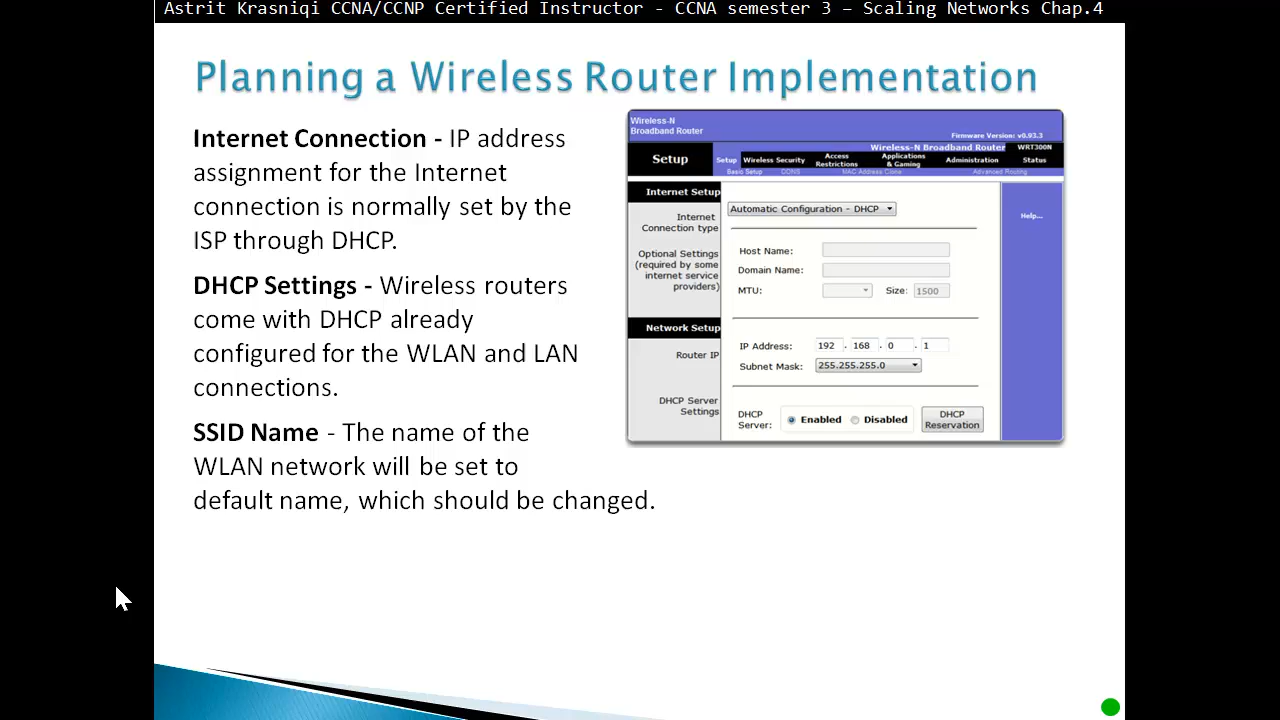 Astrit Krasniqi CCNA/CCNP Certified Instructor - CCNA semester 3 – Scaling Networks Chap.4
Planning a Wireless Router Implementation
Internet Connection - IP address
assignment for the Internet
connection is normally set by the
ISP through DHCP.
DHCP Settings - Wireless routers
come with DHCP already
configured for the WLAN and LAN
connections.
SSID Name - The name of the
WLAN network will be set to
default name, which should be changed.
Wireless-N
Broadband Router
Firmware Version: v0.93.3
Wireless-N Broadband Router WRT300N
Setup
Setup Wireless Security Access Restrictions Applications & Gaming Administration Status
Basic Setup DDNS MAC Address Clone Advanced Routing
Internet Setup
Internet
Connection type
Automatic Configuration - DHCP
Help...
Optional Settings
(required by some
internet service
providers)
Host Name:
Domain Name:
MTU: Size: 1500
Network Setup
Router IP
IP Address: 192 . 168 . 0 . 1
Subnet Mask: 255.255.255.0
DHCP Server
Settings
DHCP
Server:
Enabled Disabled
DHCP
Reservation